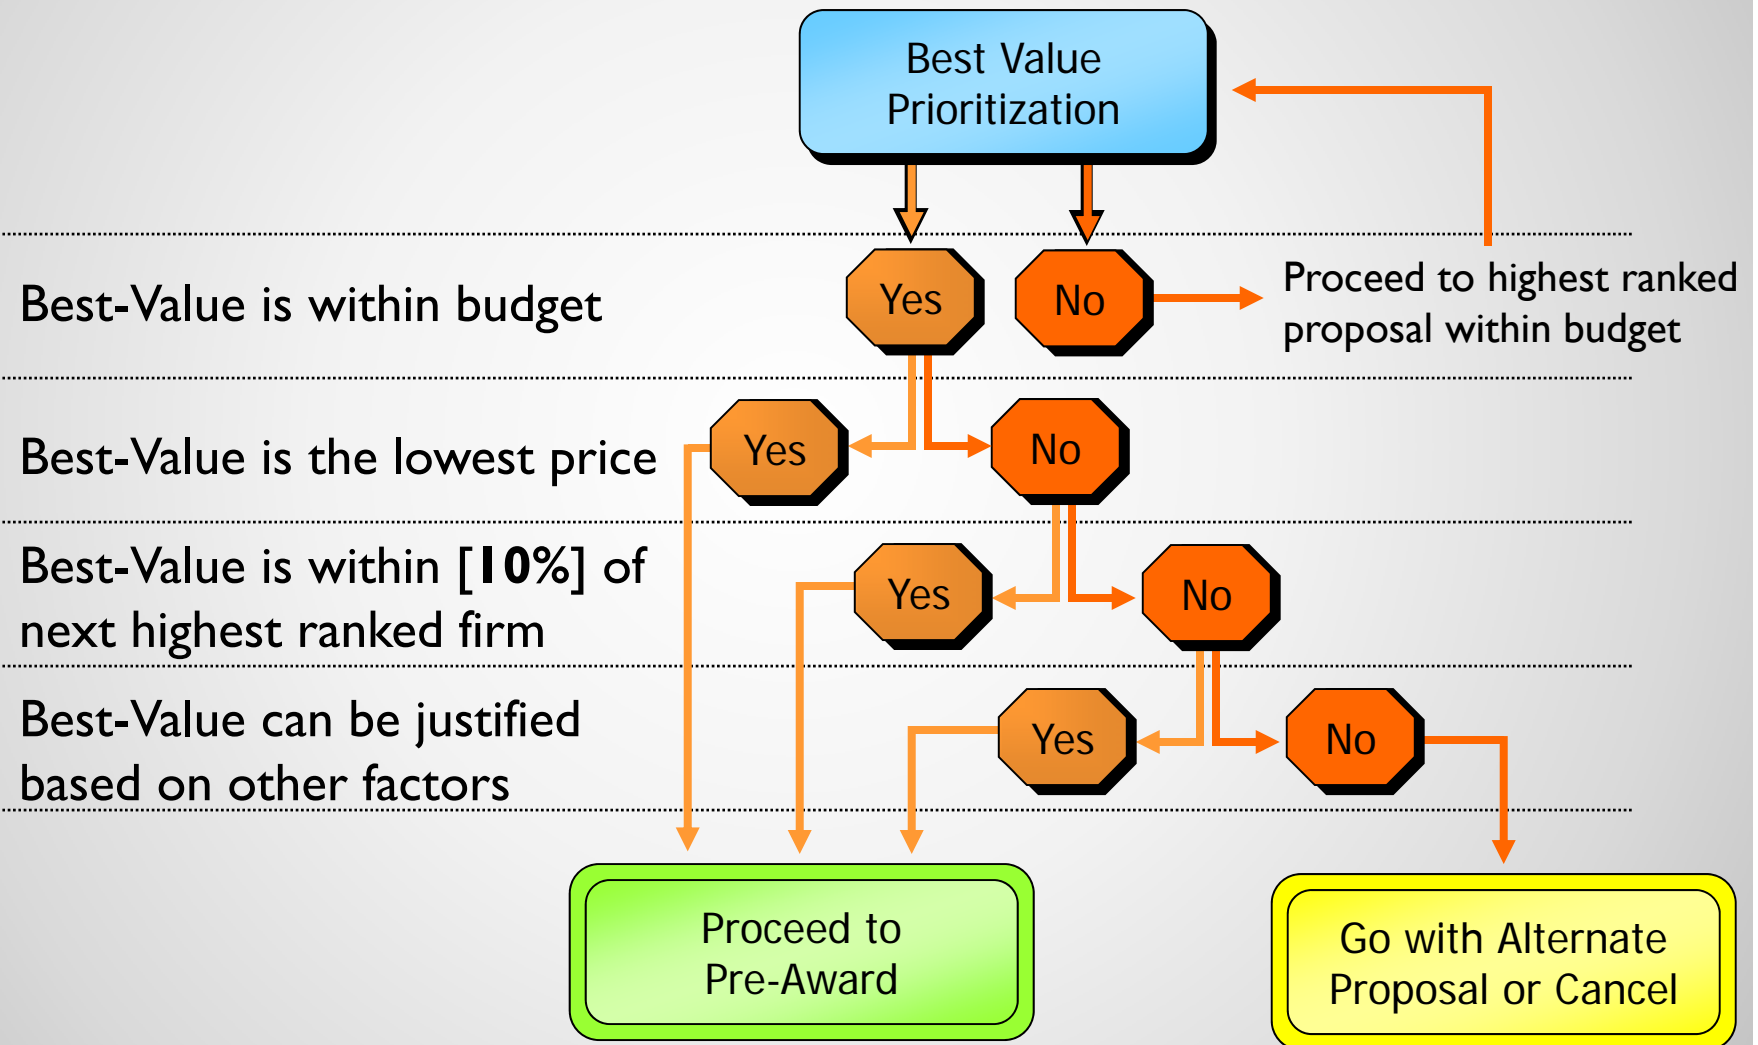 Best Value
Prioritization
Best-Value is within budget
Yes
No
Proceed to highest ranked
proposal within budget
Best-Value is the lowest price
Yes
No
Best-Value is within [10%] of
next highest ranked firm
Yes
No
Best-Value can be justified
based on other factors
Yes
No
Proceed to
Pre-Award
Go with Alternate
Proposal or Cancel